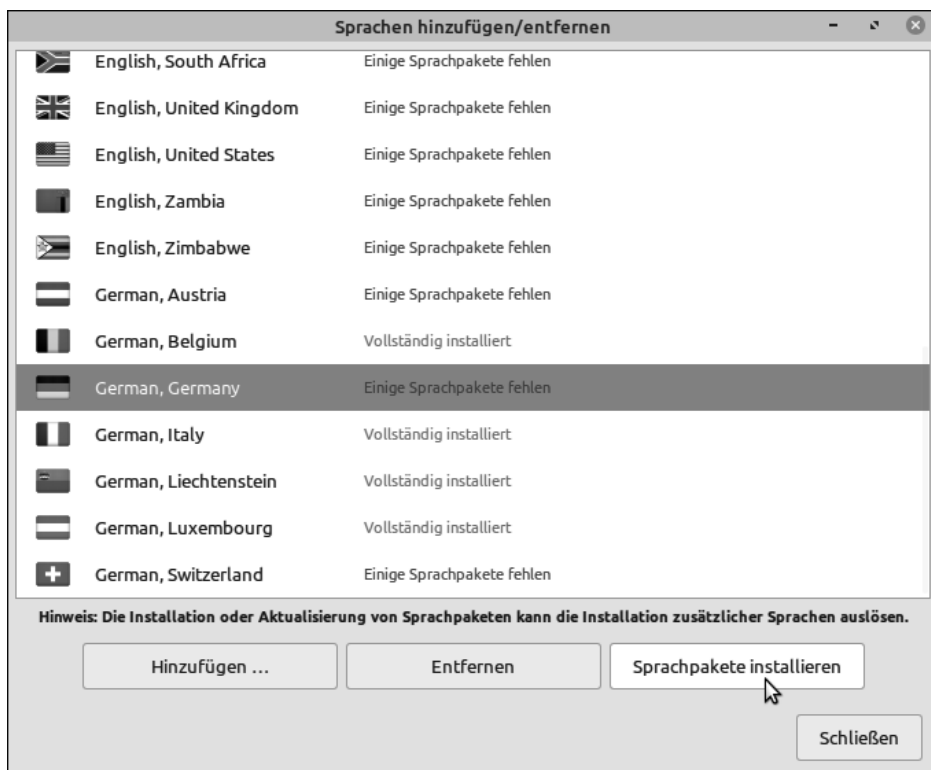 Sprachen hinzufügen/entfernen
English, South Africa Einige Sprachpakete fehlen
English, United Kingdom Einige Sprachpakete fehlen
English, United States Einige Sprachpakete fehlen
English, Zambia Einige Sprachpakete fehlen
English, Zimbabwe Einige Sprachpakete fehlen
German, Austria Einige Sprachpakete fehlen
German, Belgium Vollständig installiert
German, Germany Einige Sprachpakete fehlen
German, Italy Vollständig installiert
German, Liechtenstein Vollständig installiert
German, Luxembourg Vollständig installiert
German, Switzerland Einige Sprachpakete fehlen
Hinweis: Die Installation oder Aktualisierung von Sprachpaketen kann die Installation zusätzlicher Sprachen auslösen.
Hinzufügen … Entfernen Sprachpakete installieren
Schließen